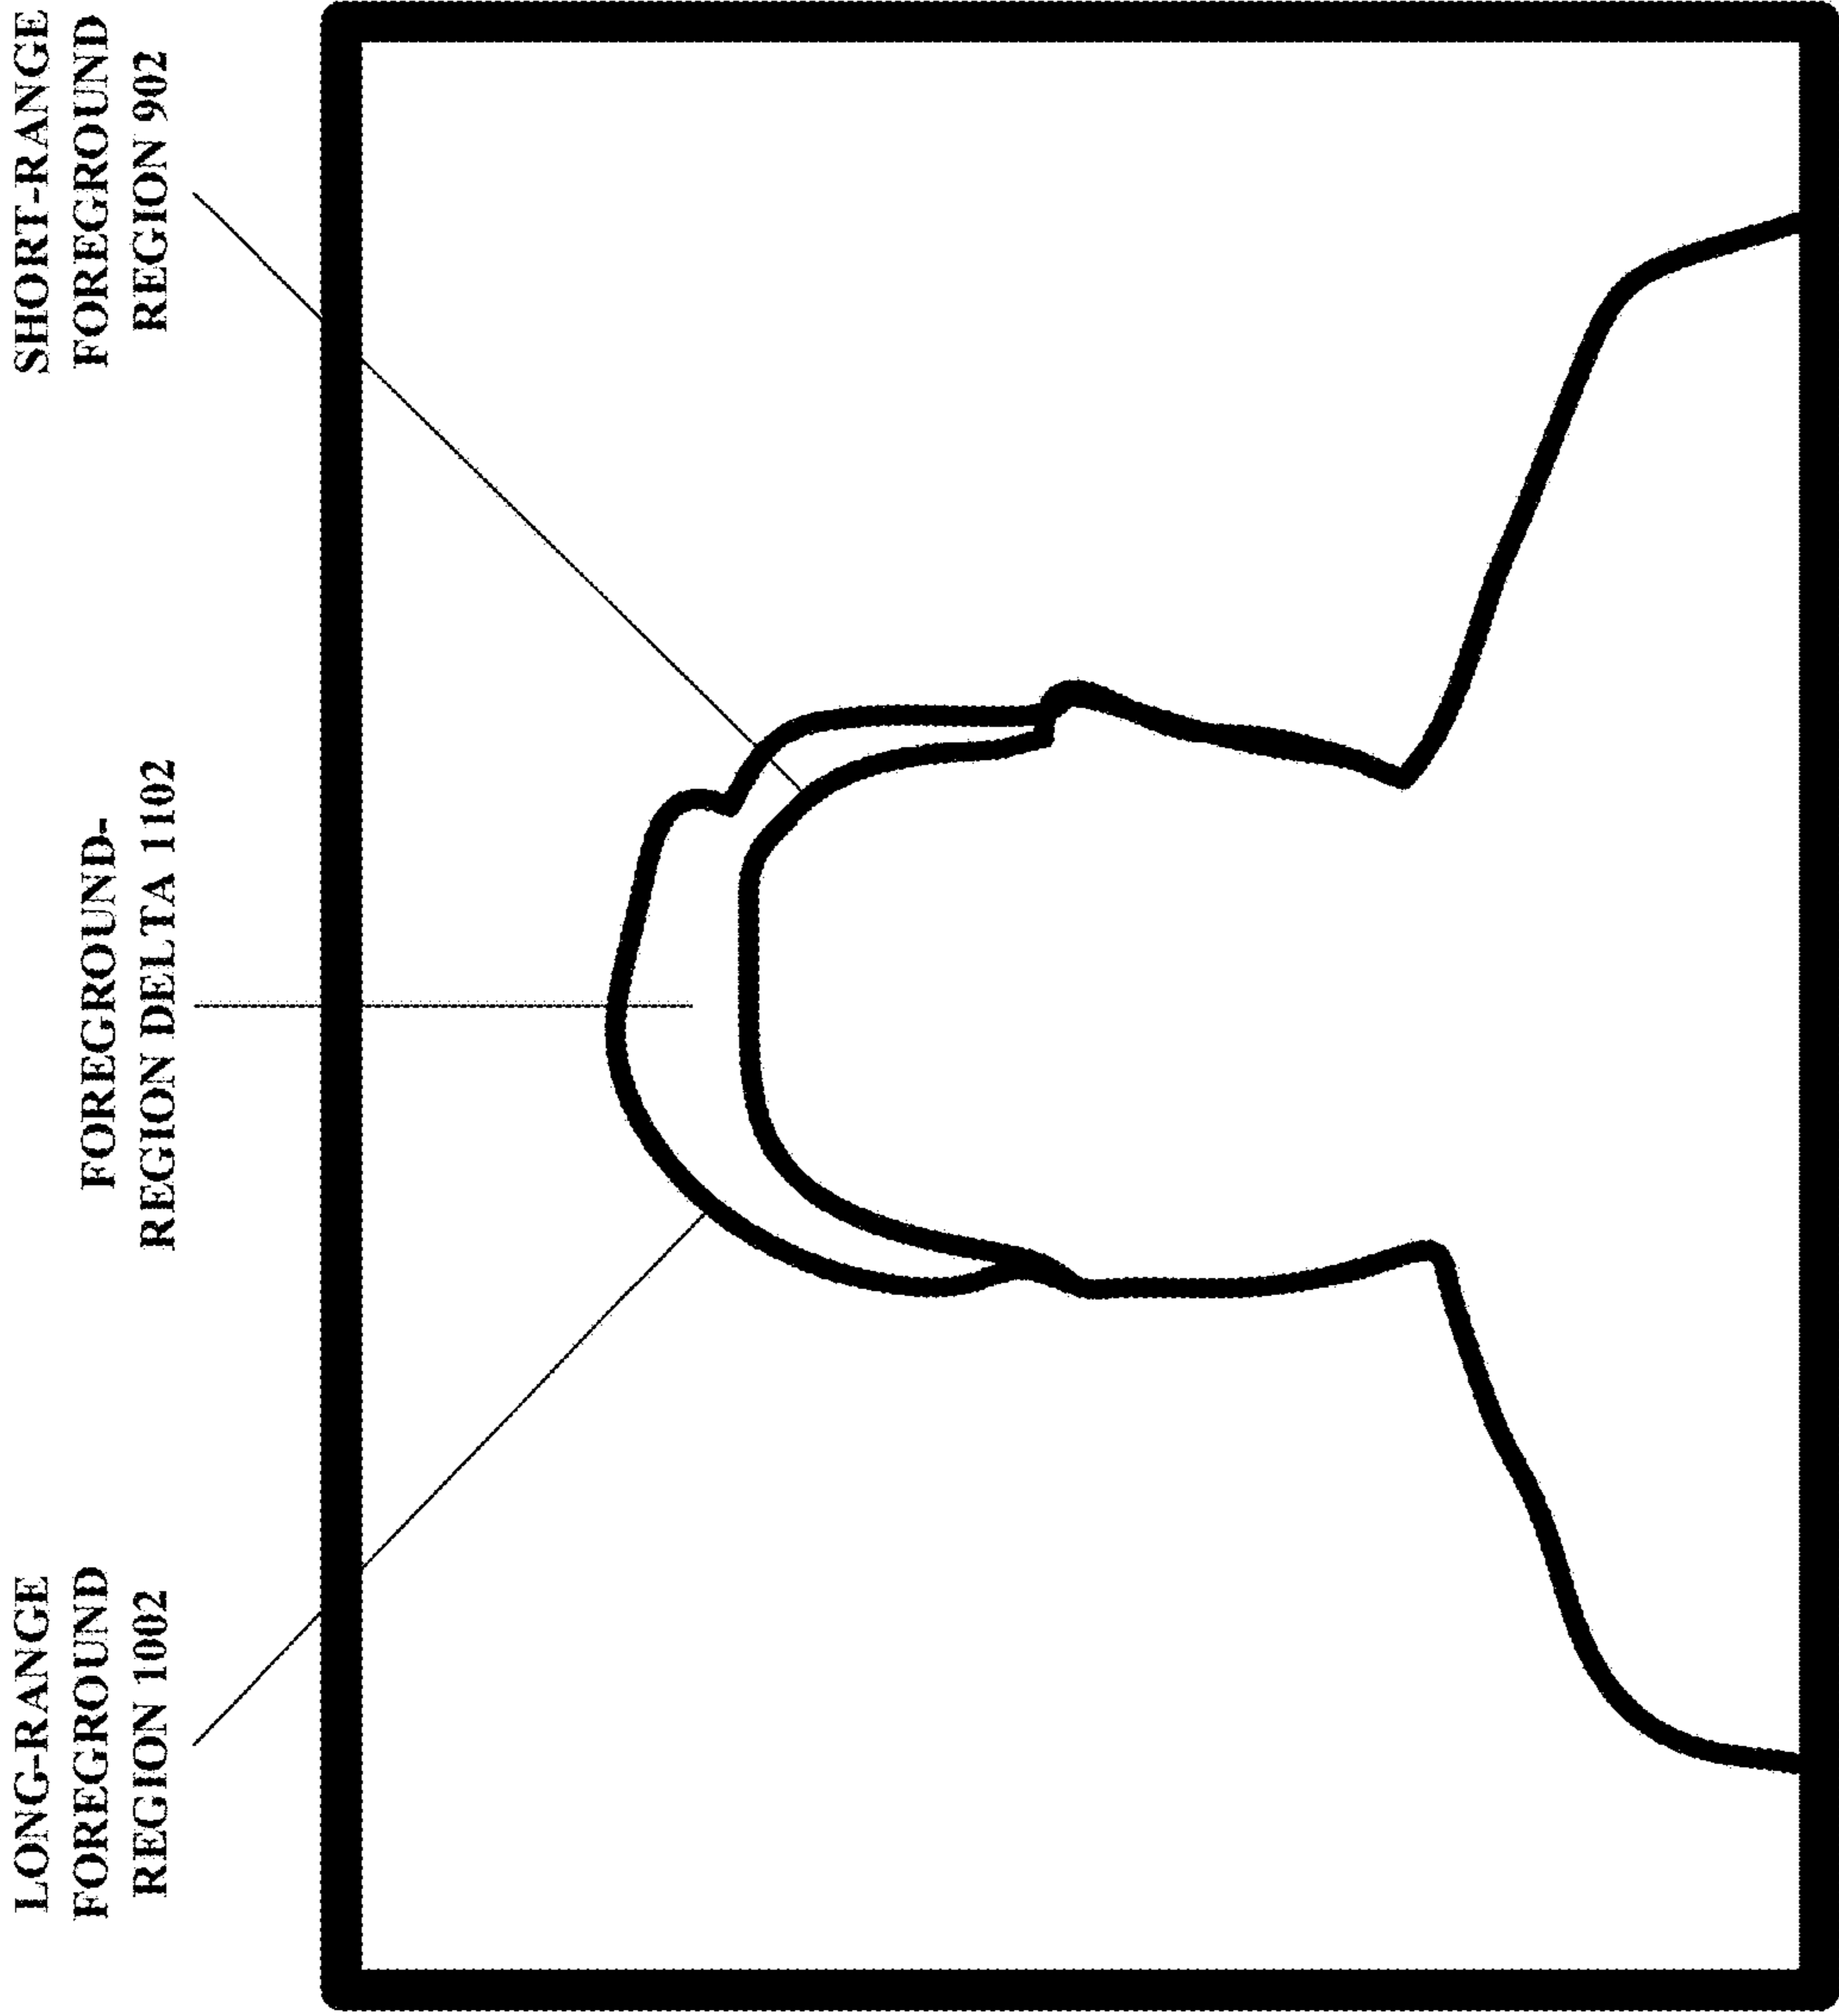 LONG-RANGE
FOREGROUND
REGION 1002
FOREGROUND-
REGION DELTA 1102
SHORT-RANGE
FOREGROUND
REGION 902